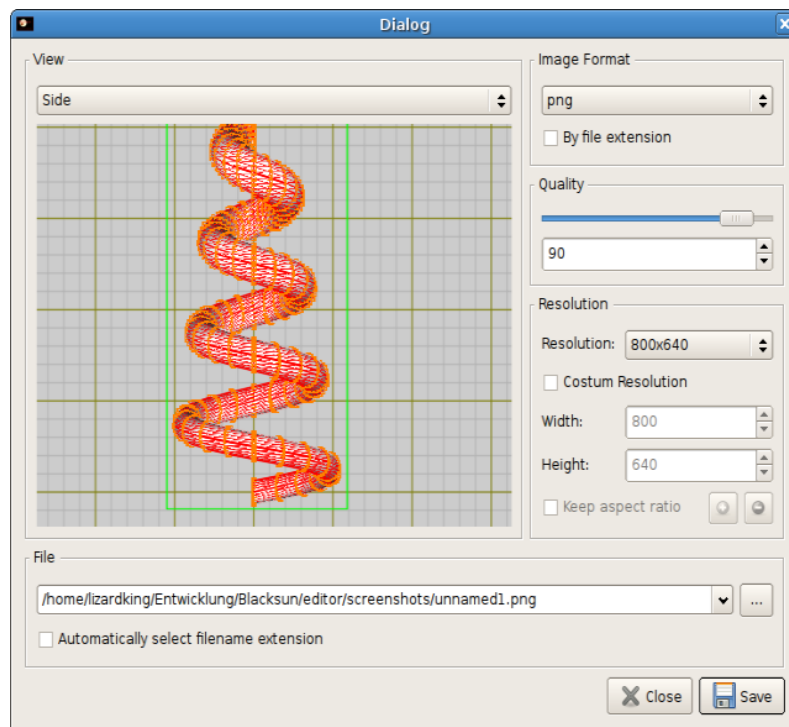 Dialog
View
Side
Image Format
png
By file extension
Quality
90
Resolution
Resolution: 800x640
Costum Resolution
Width: 800
Height: 640
Keep aspect ratio
File
/home/lizardking/Entwicklung/Blacksun/editor/screenshots/unnamed1.png
...
Automatically select filename extension
Close
Save